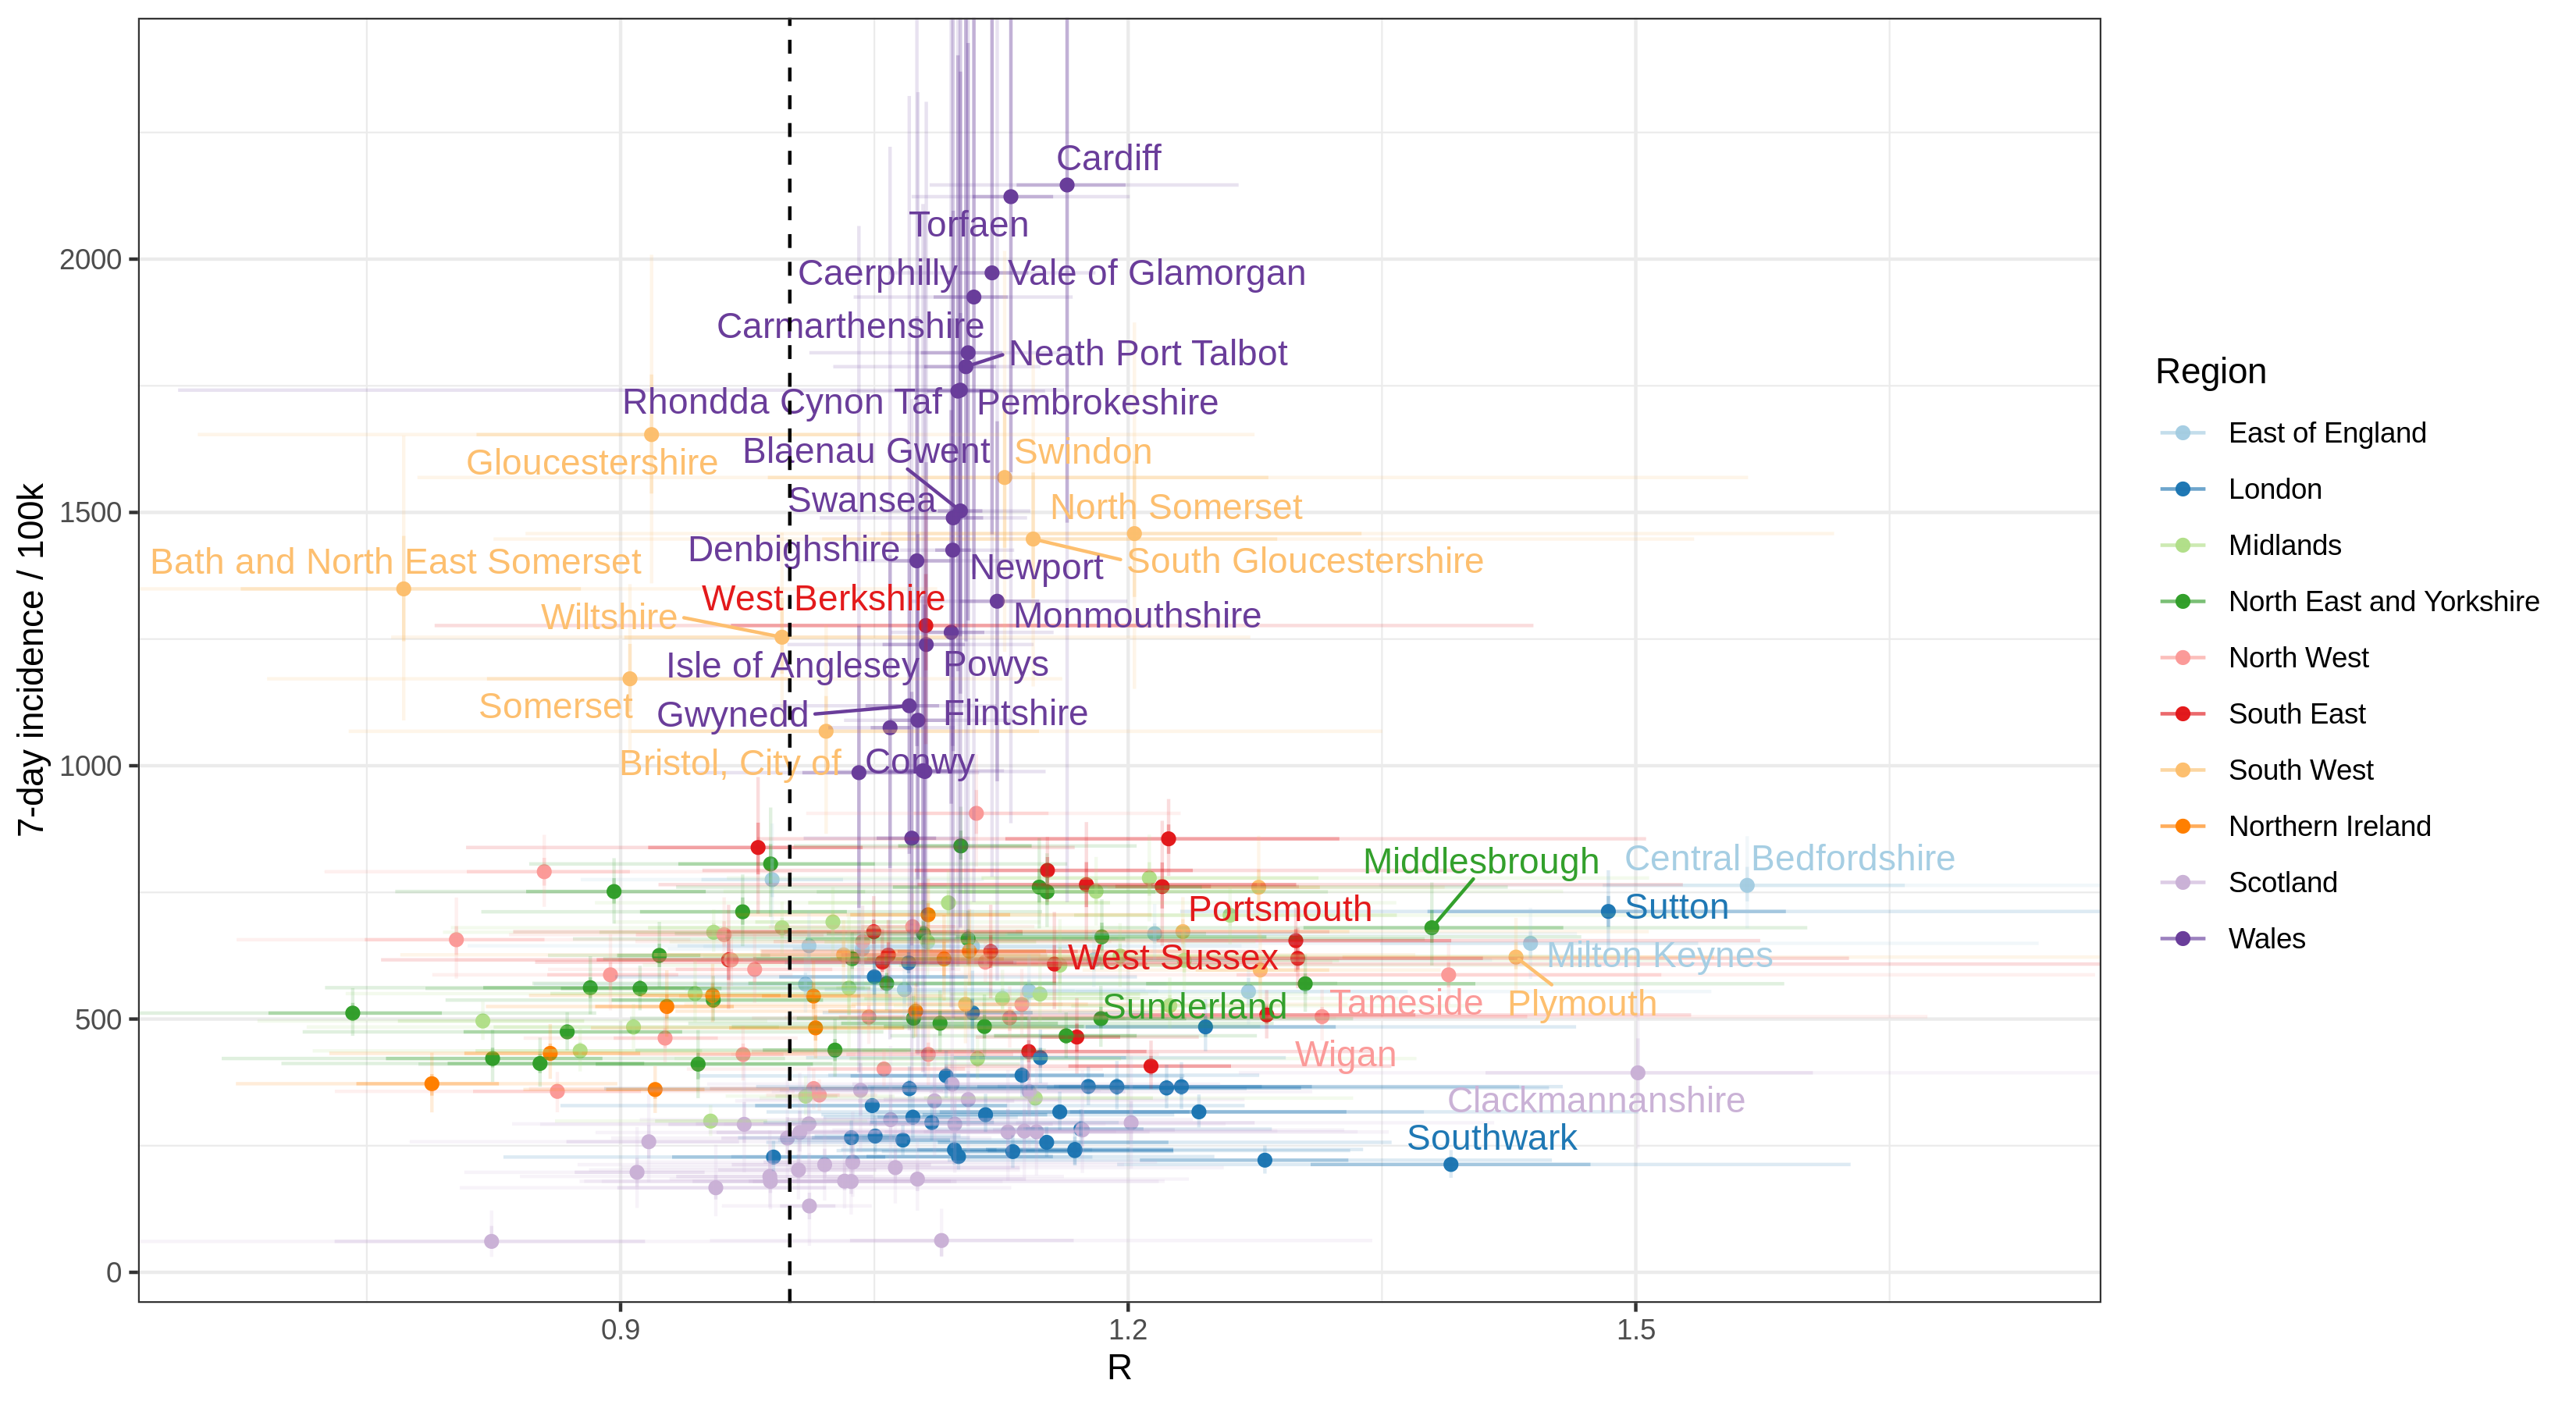 Cardiff
Torfaen
2000
Caerphilly
Vale of Glamorgan
Carmarthenshire
Neath Port Talbot
Rhondda Cynon Taf
Pembrokeshire
Gloucestershire
Blaenau Gwent
Swindon
1500
Swansea
North Somerset
Bath and North East Somerset
Denbighshire
Newport
South Gloucestershire
West Berkshire
Wiltshire
Monmouthshire
Isle of Anglesey
Powys
Somerset
Gwynedd
Flintshire
1000
Bristol, City of
Conwy
Middlesbrough
Central Bedfordshire
Portsmouth
Sutton
West Sussex
Milton Keynes
500
Sunderland
Tameside
Plymouth
Wigan
Clackmannanshire
Southwark
0
0.9
1.2
1.5
R
7-day incidence / 100k
Region
East of England
London
Midlands
North East and Yorkshire
North West
South East
South West
Northern Ireland
Scotland
Wales